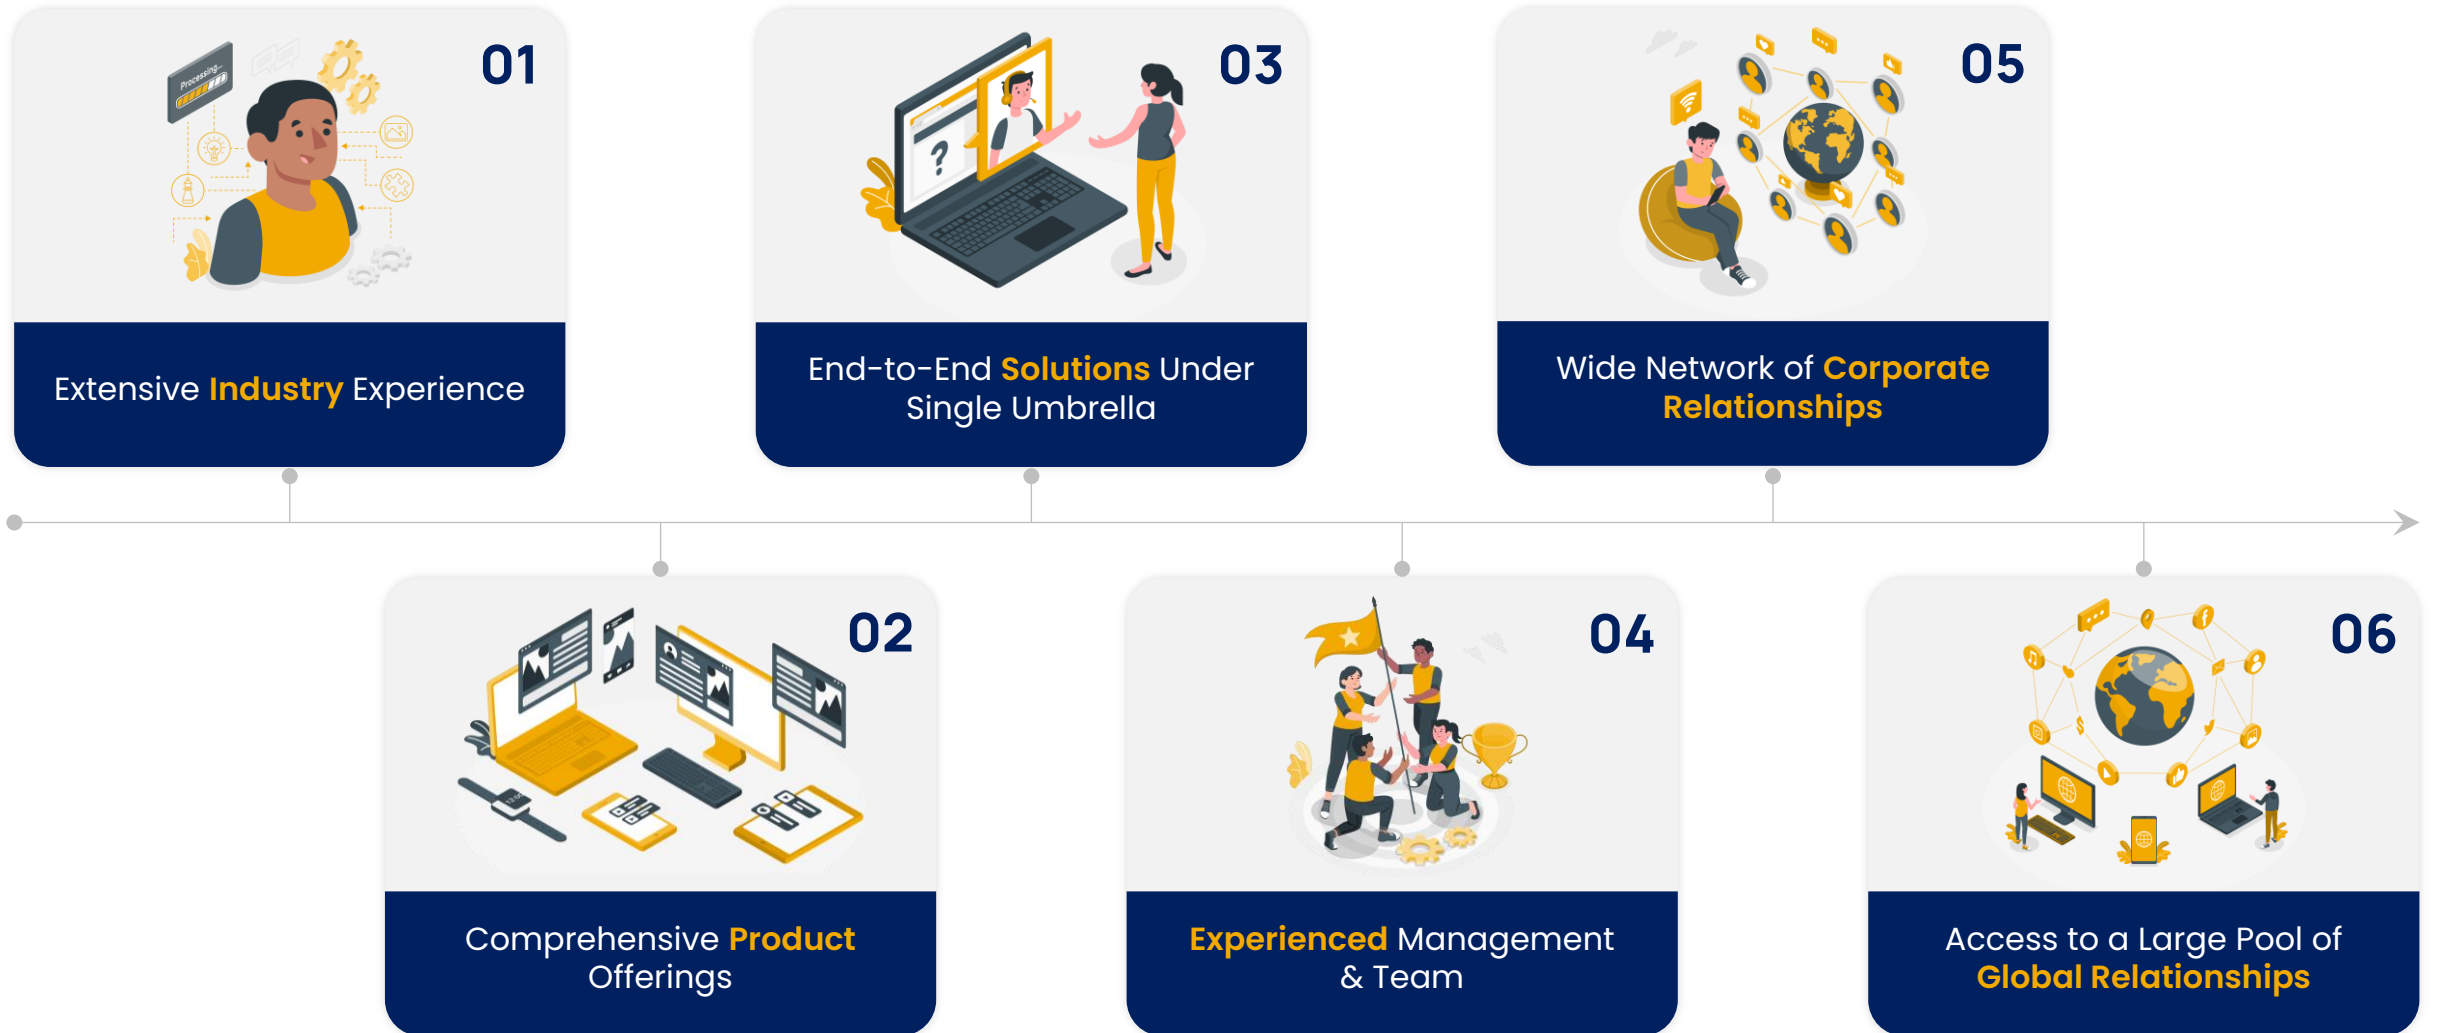 01
Processing...
Extensive Industry Experience
02
Comprehensive Product
Offerings
03
?
End-to-End Solutions Under
Single Umbrella
04
Experienced Management
& Team
05
Wide Network of Corporate
Relationships
06
Access to a Large Pool of
Global Relationships